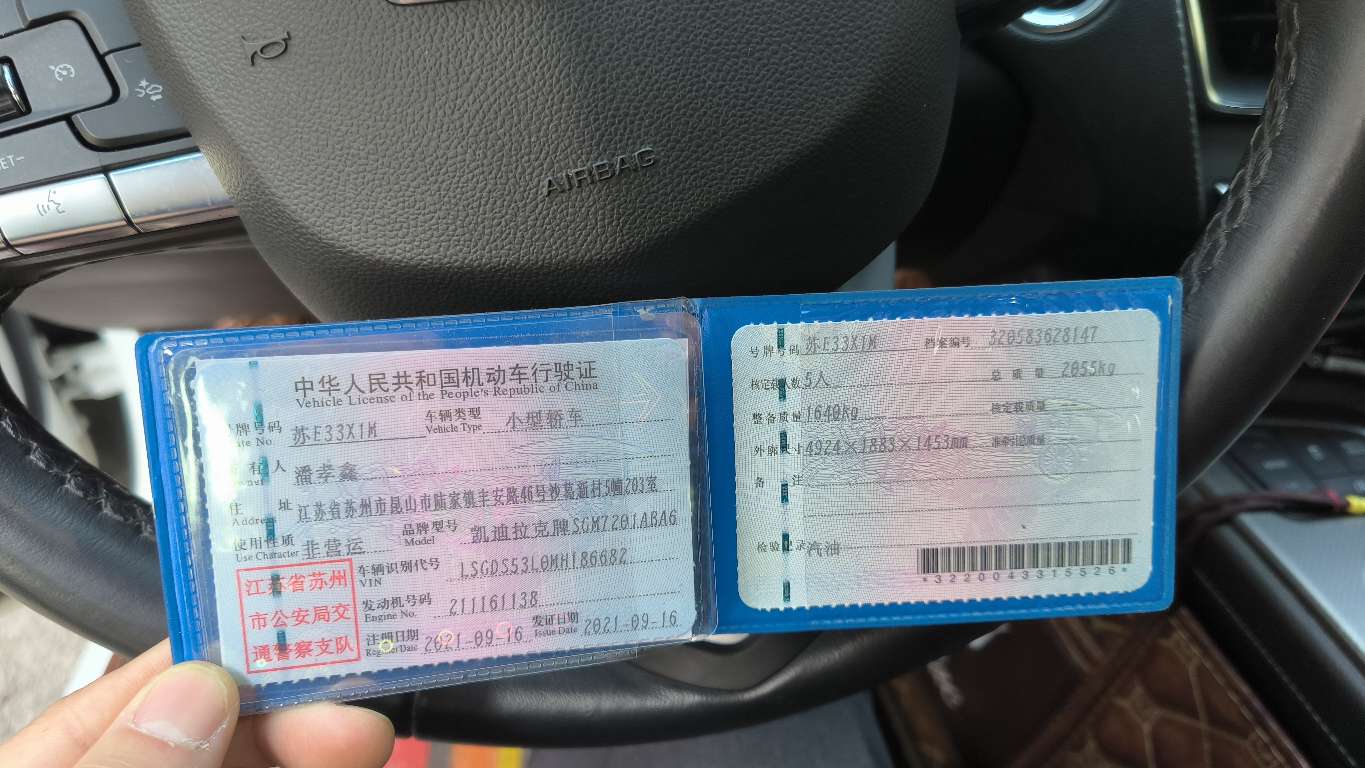 AIRBAG
中华人民共和国机动车行驶证
Vehicle License of the People's Republic of China
号牌号码 苏E33X1M 车辆类型 小型轿车
Plate No. Vehicle Type
所有人 潘孝鑫
Owner
住址 江苏省苏州市昆山市陆家镇丰安路46号沙葛新村5幢203室
Address
使用性质 非营运 品牌型号 凯迪拉克牌SGM7201ABA6
Use Character Model
江苏省苏州
市公安局交
通警察支队
车辆识别代号 LSGDS53L0MH186682
VIN
发动机号码 211161138
Engine No.
注册日期 2021-09-16 发证日期 2021-09-16
Register Date Issue Date
号牌号码 苏E33X1M 档案编号 320583628147
核定载人数 5人 总质量 2055kg
整备质量 1640kg 核定载质量
外廓尺寸 4924×1883×1453mm 准牵引总质量
备注
检验记录 汽油
*3220043315526*